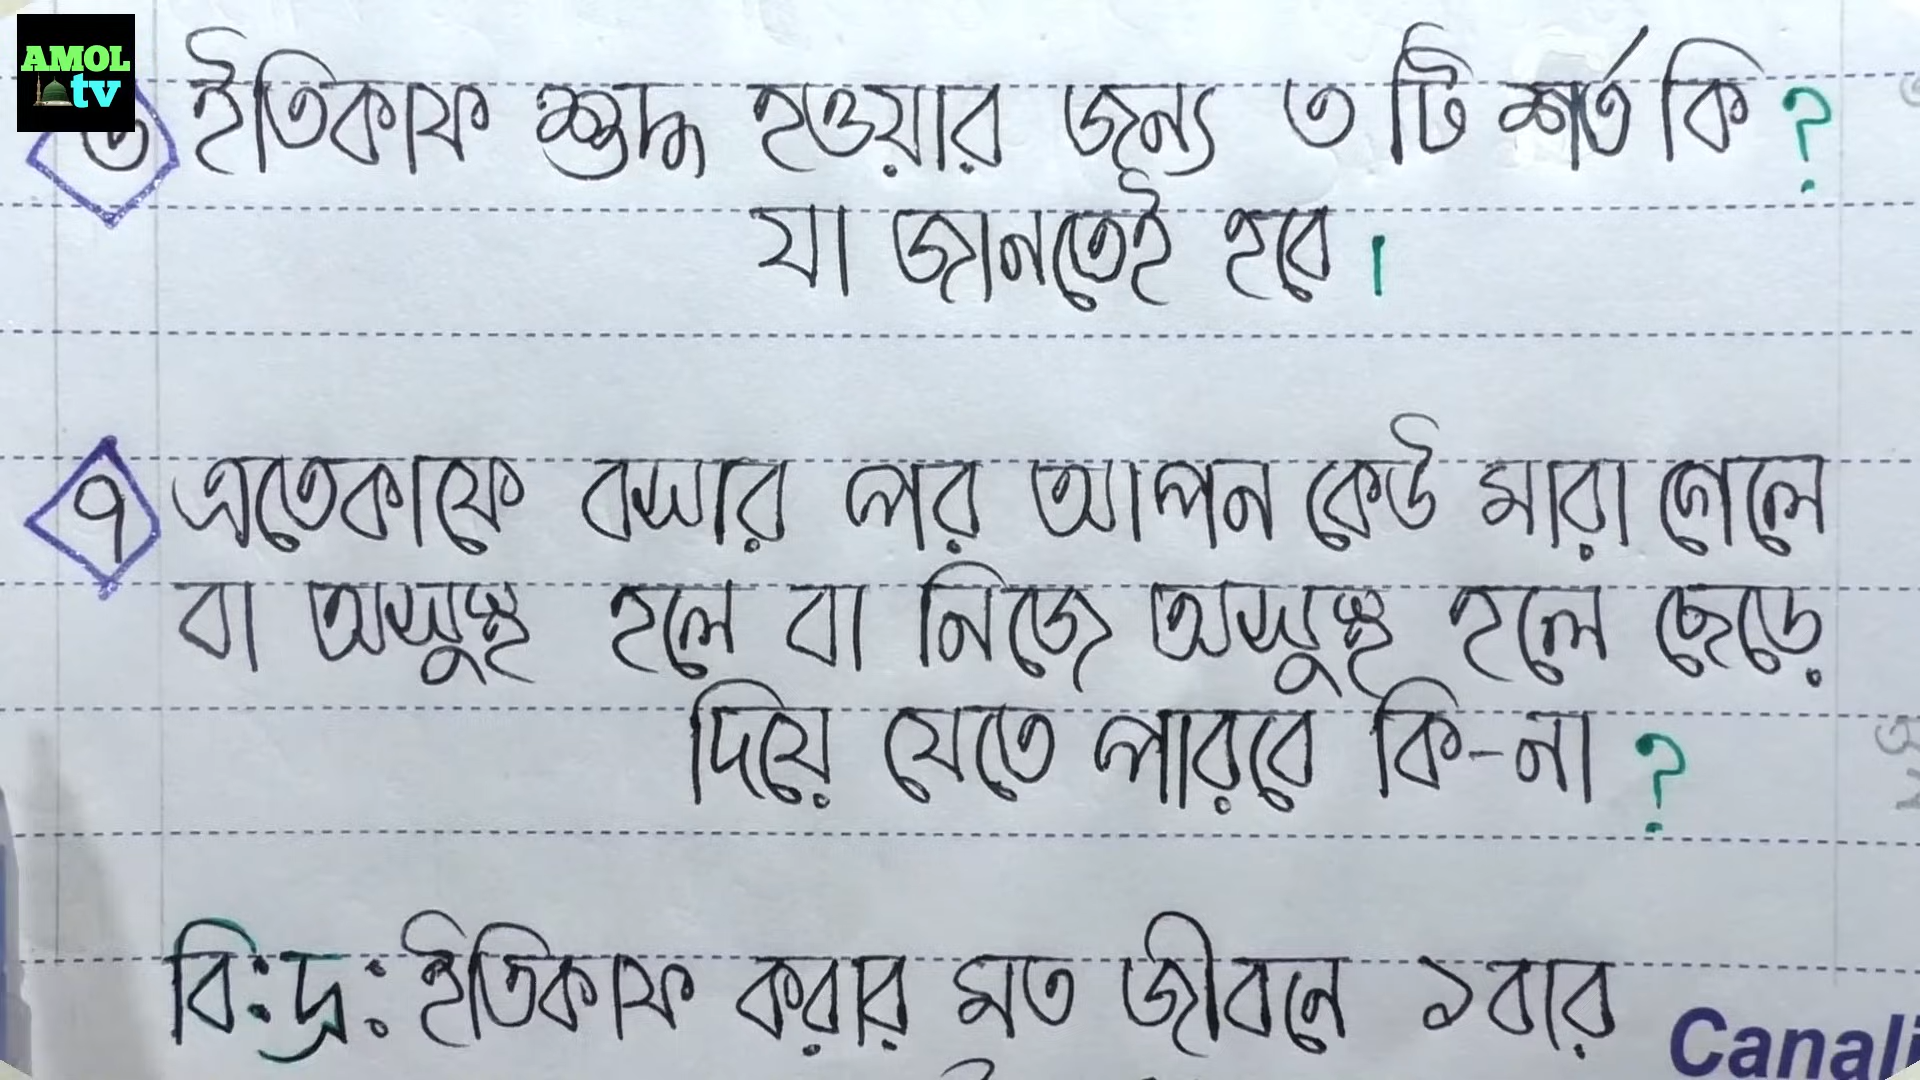 AMOL
tv
ইতিকাফ শুদ্ধ হওয়ার জন্য ৩ টি শর্ত কি ?
যা জানতেই হবে।
৭ এতেকাফে বসার পর আপন কেউ মারা গেলে
বা অসুস্থ হলে বা নিজে অসুস্থ হলে ছেড়ে
দিয়ে যেতে পারবে কি-না ?
বি:দ্র: ইতিকাফ করার মত জীবনে ১বার
Canali